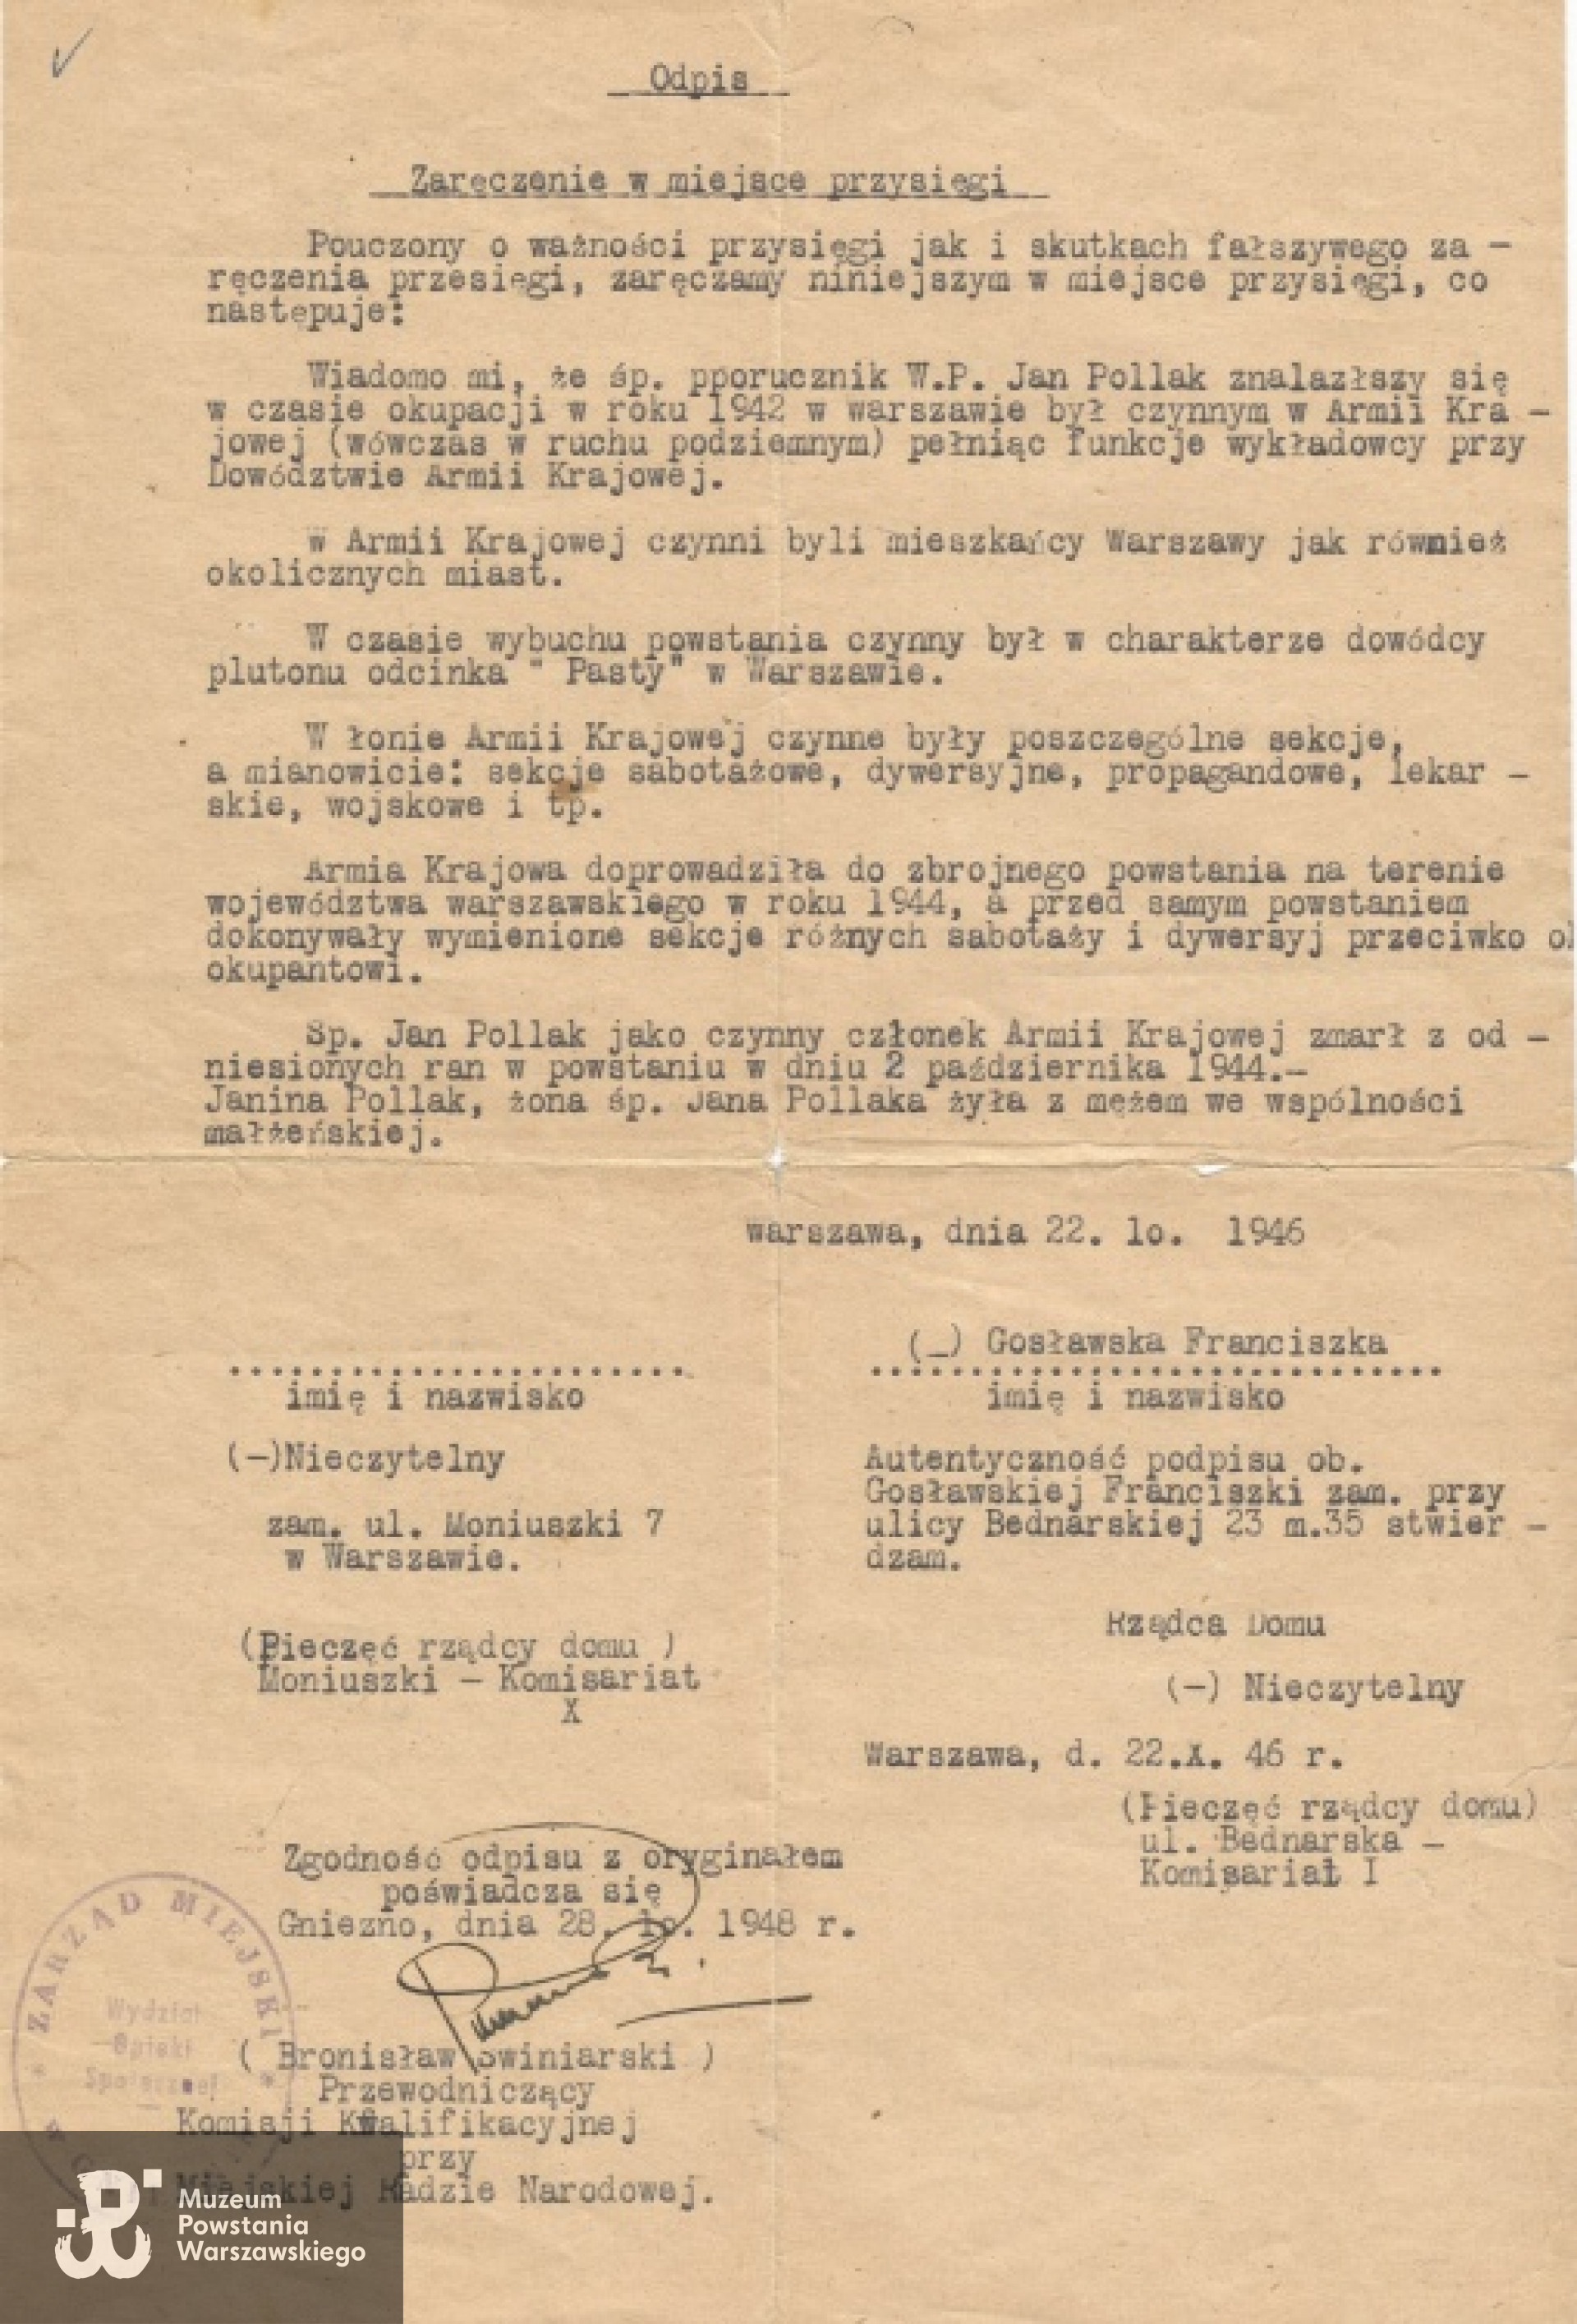 Odpis
Zaręczenie w miejsce przysięgi
Pouczony o ważności przysięgi jak i skutkach fałszywego za -
ręczenia przesięgi, zaręczamy niniejszym w miejsce przysięgi, co
następuje:
Wiadomo mi, że śp. pporucznik W.P. Jan Pollak znalazłszy się
w czasie okupacji w roku 1942 w warszawie był czynnym w Armii Kra -
jowej (wówczas w ruchu podziemnym) pełniąc funkcje wykładowcy przy
Dowództwie Armii Krajowej.
W Armii Krajowej czynni byli mieszkańcy Warszawy jak również
okolicznych miast.
W czasie wybuchu powstania czynny był w charakterze dowódcy
plutonu odcinka " Pasty" w Warszawie.
W łonie Armii Krajowej czynne były poszczególne sekcje,
a mianowicie: sekcje sabotażowe, dywersyjne, propagandowe, lekar -
skie, wojskowe i tp.
Armia Krajowa doprowadziła do zbrojnego powstania na terenie
województwa warszawskiego w roku 1944, a przed samym powstaniem
dokonywały wymienione sekcje różnych sabotaży i dywersyj przeciwko ok
okupantowi.
Sp. Jan Pollak jako czynny członek Armii Krajowej zmarł z od -
niesionych ran w powstaniu w dniu 2 października 1944.-
Janina Pollak, żona śp. Jana Pollaka żyła z mężem we wspólności
małżeńskiej.
warszawa, dnia 22. lo. 1946
(_) Gosławska Franciszka
....................... .............................
imię i nazwisko imię i nazwisko
(-)Nieczytelny
zam. ul. Moniuszki 7
w Warszawie.
(Pieczęć rządcy domu )
Moniuszki - Komisariat
X
Autentyczność podpisu ob.
Gosławskiej Franciszki zam. przy
ulicy Bednarskiej 23 m.35 stwier -
dzam.
Rządca Domu
(-) Nieczytelny
Warszawa, d. 22.X. 46 r.
(Pieczęć rządcy domu)
ul. Bednarska -
Komisariat I
Zgodność odpisu z oryginałem
poświadcza się
Gniezno, dnia 28. lo. 1948 r.
( Bronisław Swiniarski )
Przewodniczący
Komisji Kwalifikacyjnej
przy
Miejskiej Radzie Narodowej.
ZARZĄD MIEJSKI
Wydział
Opieki
Społecznej
Muzeum
Powstania
Warszawskiego